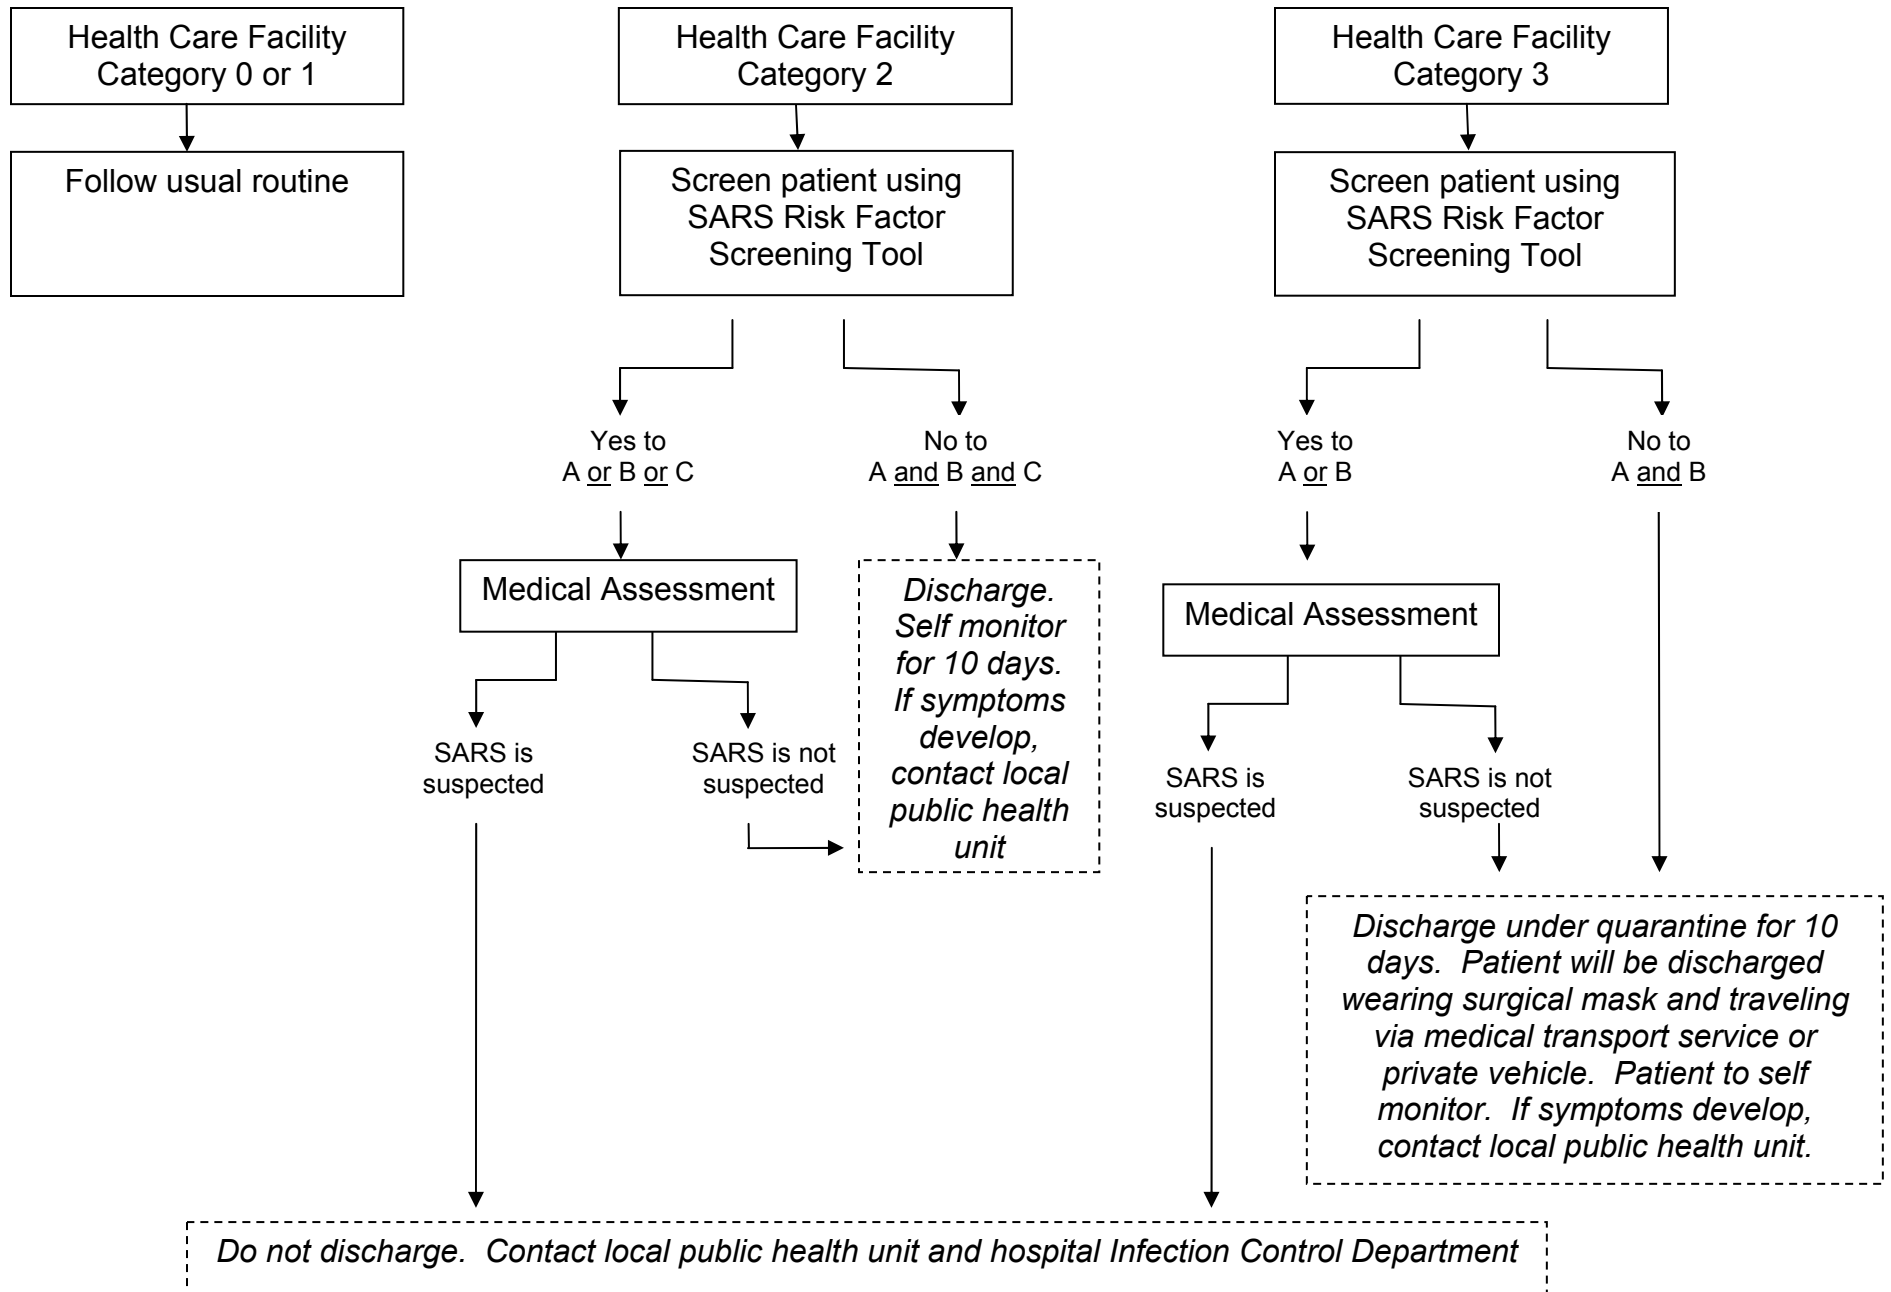 Health Care Facility
Category 0 or 1
Follow usual routine
Health Care Facility
Category 2
Screen patient using
SARS Risk Factor
Screening Tool
Yes to
A or B or C
No to
A and B and C
Medical Assessment
SARS is
suspected
SARS is not
suspected
Discharge.
Self monitor
for 10 days.
If symptoms
develop,
contact local
public health
unit
Health Care Facility
Category 3
Screen patient using
SARS Risk Factor
Screening Tool
Yes to
A or B
No to
A and B
Medical Assessment
SARS is
suspected
SARS is not
suspected
Discharge under quarantine for 10
days.  Patient will be discharged
wearing surgical mask and traveling
via medical transport service or
private vehicle.  Patient to self
monitor.  If symptoms develop,
contact local public health unit.
Do not discharge.  Contact local public health unit and hospital Infection Control Department